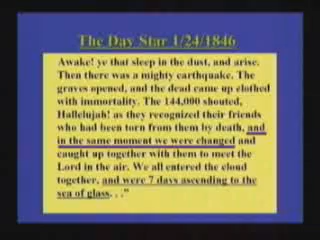 The Day Star 1/24/1846
Awake! ye that sleep in the dust, and arise.
Then there was a mighty earthquake. The
graves opened, and the dead came up clothed
with immortality. The 144,000 shouted,
Hallelujah! as they recognized their friends
who had been torn from them by death, and
in the same moment we were changed and
caught up together with them to meet the
Lord in the air. We all entered the cloud
together, and were 7 days ascending to the
sea of glass. . ."